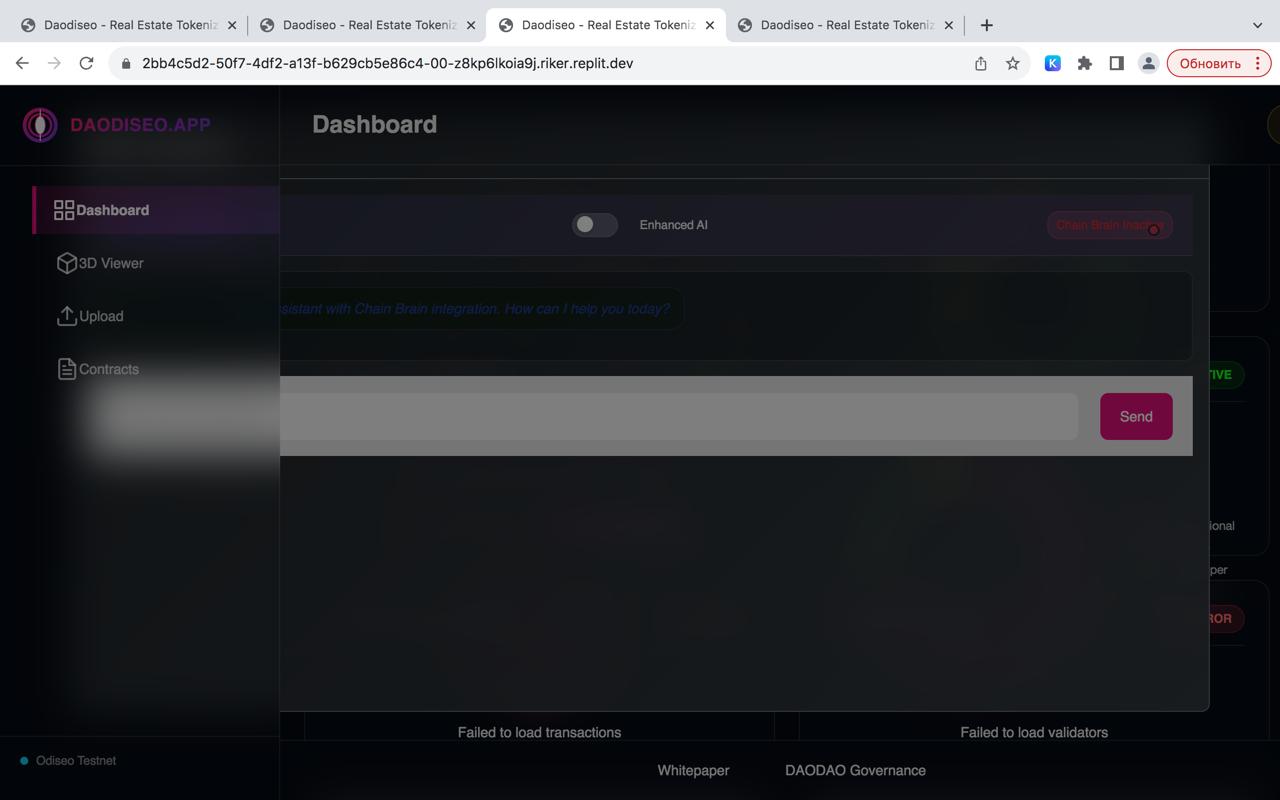 Daodiseo - Real Estate Tokeniz
Daodiseo - Real Estate Tokeniz
Daodiseo - Real Estate Tokeniz
Daodiseo - Real Estate Tokeniz
2bb4c5d2-50f7-4df2-a13f-b629cb5e86c4-00-z8kp6lkoia9j.riker.replit.dev
K
Обновить
DAODISEO.APP
Dashboard
Dashboard
3D Viewer
Upload
Contracts
Enhanced AI
Chain Brain Inactive
sistant with Chain Brain integration. How can I help you today?
Send
TIVE
ional
per
ROR
Failed to load transactions
Failed to load validators
Odiseo Testnet
Whitepaper
DAODAO Governance